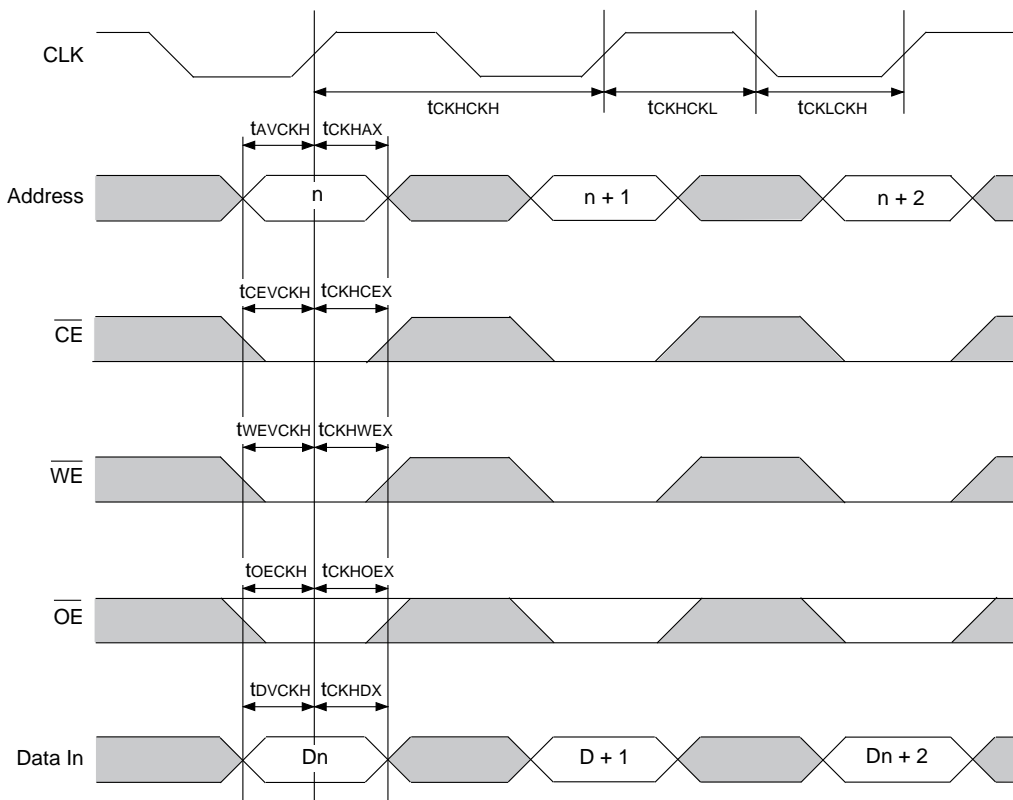 CLK
tCKHCKH tCKHCKL tCKLCKH
tAVCKH tCKHAX
Address n n + 1 n + 2
tCEVCKH tCKHCEX
CE
tWEVCKH tCKHWEX
WE
tOECKH tCKHOEX
OE
tDVCKH tCKHDX
Data In Dn D + 1 Dn + 2